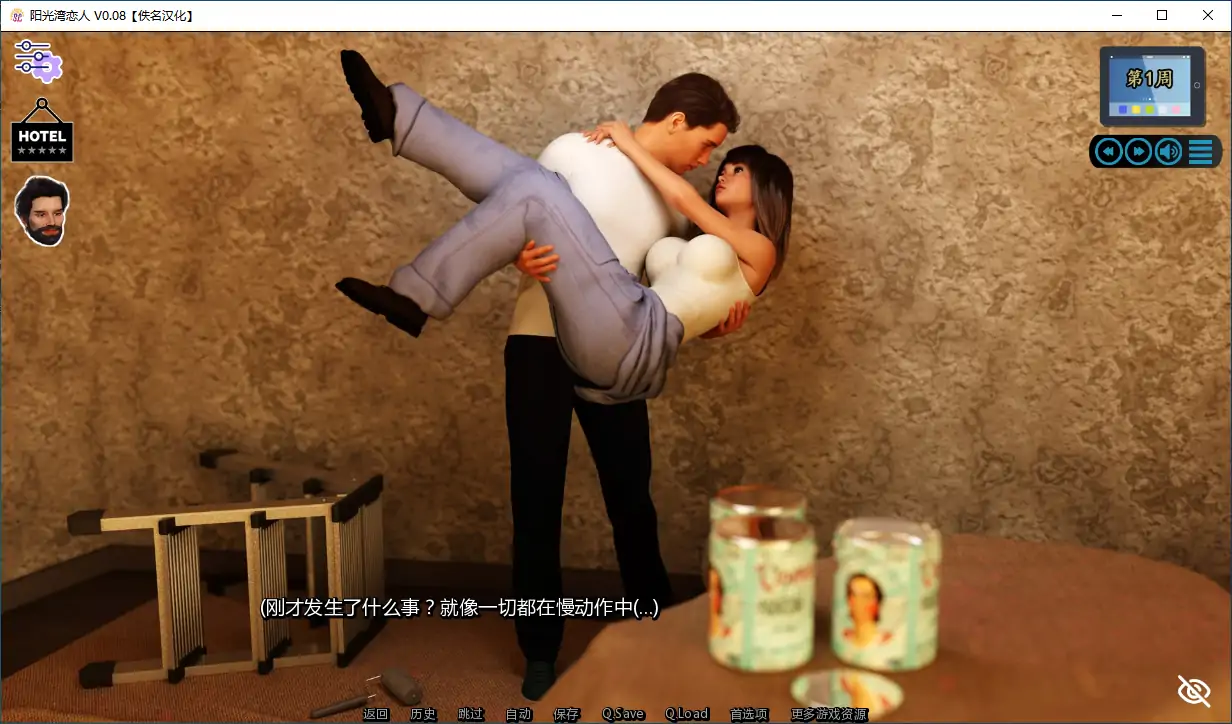 阳光湾恋人 V0.08【佚名汉化】
HOTEL
第1周
(刚才发生了什么事？就像一切都在慢动作中(...)
返回 历史 跳过 自动 保存 Q.Save Q.Load 首选项 更多游戏资源